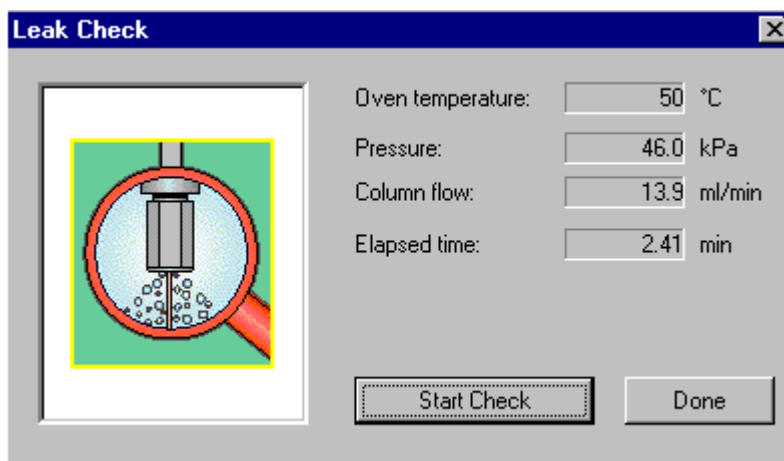 Leak Check
Oven temperature: 50 °C
Pressure: 46.0 kPa
Column flow: 13.9 ml/min
Elapsed time: 2.41 min
Start Check Done